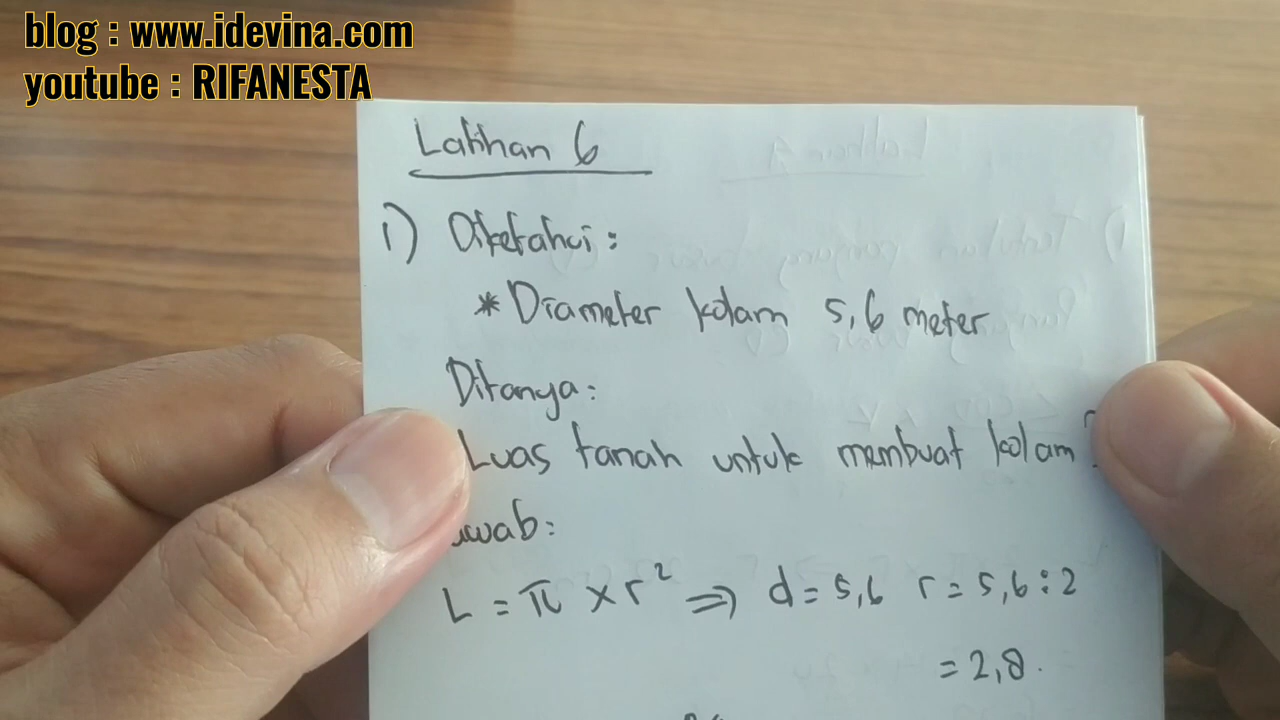 blog : www.idevina.com
youtube : RIFANESTA
Latihan 6
1) Diketahui :
* Diameter kolam 5,6 meter
Ditanya :
Luas tanah untuk membuat kolam ?
wab :
L = π × r² ⇒ d = 5,6 r = 5,6 : 2
= 2,8.